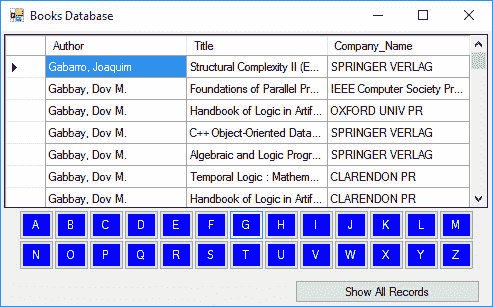 Books Database
Author Title Company_Name
Gabarro, Joaquim Structural Complexity II (E... SPRINGER VERLAG
Gabbay, Dov M. Foundations of Parallel Pr... IEEE Computer Society Pr...
Gabbay, Dov M. Handbook of Logic in Artif... OXFORD UNIV PR
Gabbay, Dov M. C++ Object-Oriented Data... SPRINGER VERLAG
Gabbay, Dov M. Algebraic and Logic Progr... SPRINGER VERLAG
Gabbay, Dov M. Temporal Logic : Mathem... CLARENDON PR
Gabbay, Dov M. Handbook of Logic in Artif... CLARENDON PR
A B C D E F G H I J K L M
N O P Q R S T U V W X Y Z
Show All Records